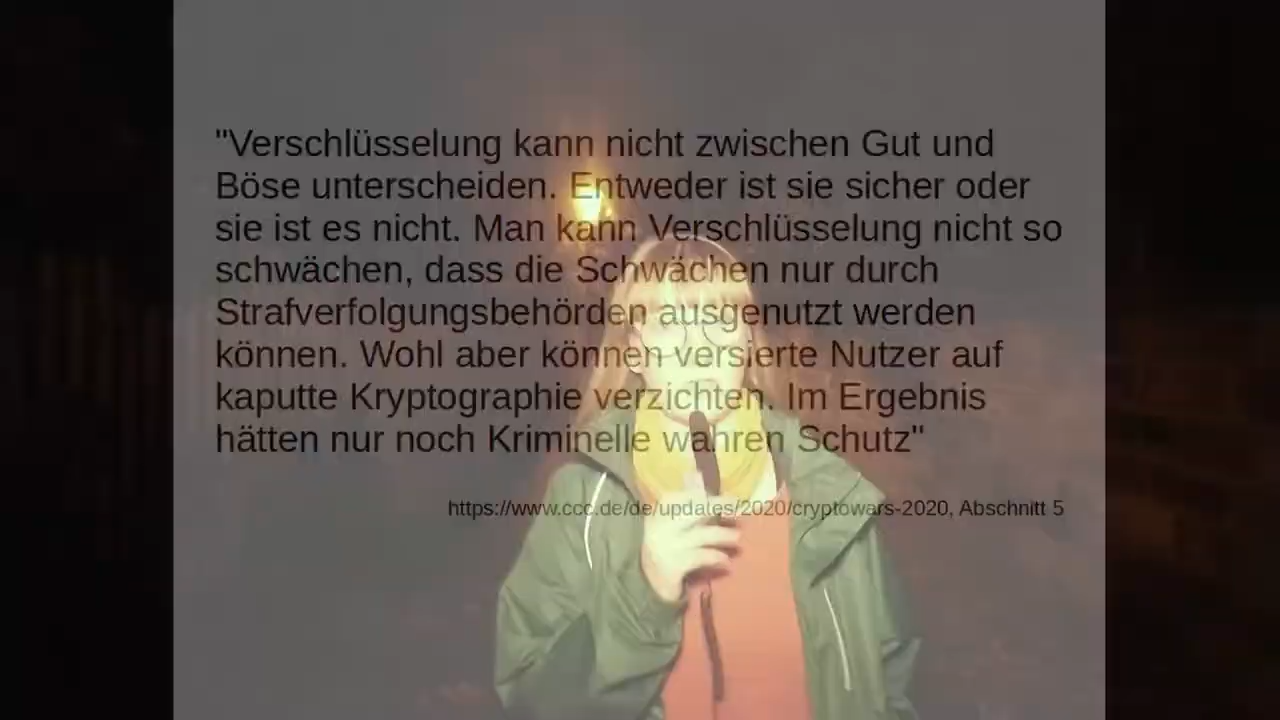 "Verschlüsselung kann nicht zwischen Gut und
Böse unterscheiden. Entweder ist sie sicher oder
sie ist es nicht. Man kann Verschlüsselung nicht so
schwächen, dass die Schwächen nur durch
Strafverfolgungsbehörden ausgenutzt werden
können. Wohl aber können versierte Nutzer auf
kaputte Kryptographie verzichten. Im Ergebnis
hätten nur noch Kriminelle wahren Schutz"
https://www.ccc.de/de/updates/2020/cryptowars-2020, Abschnitt 5